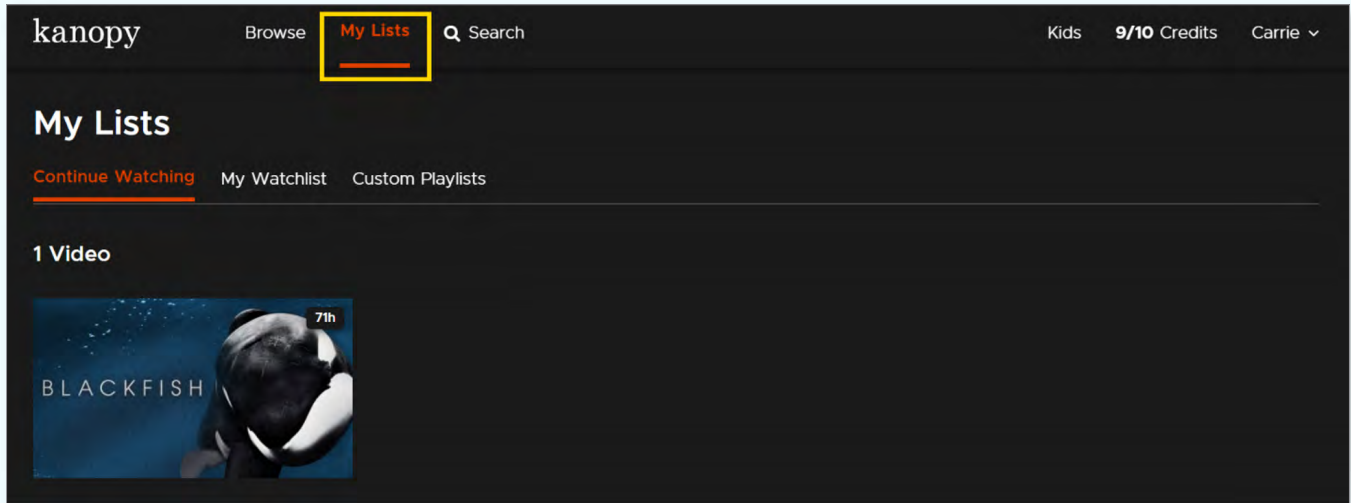 kanopy Browse My Lists Search Kids 9/10 Credits Carrie
My Lists
Continue Watching My Watchlist Custom Playlists
1 Video
71h
BLACKFISH